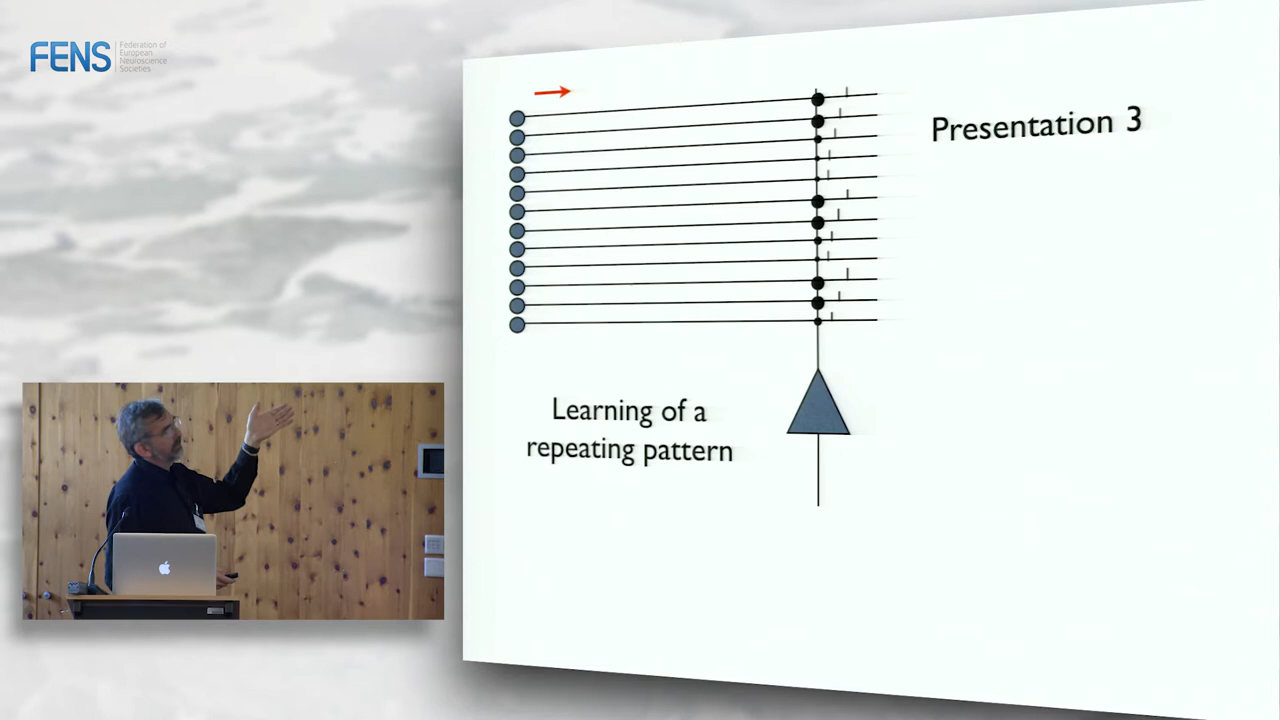 FENS
Federation of
European
Neuroscience
Societies
Presentation 3
Learning of a
repeating pattern